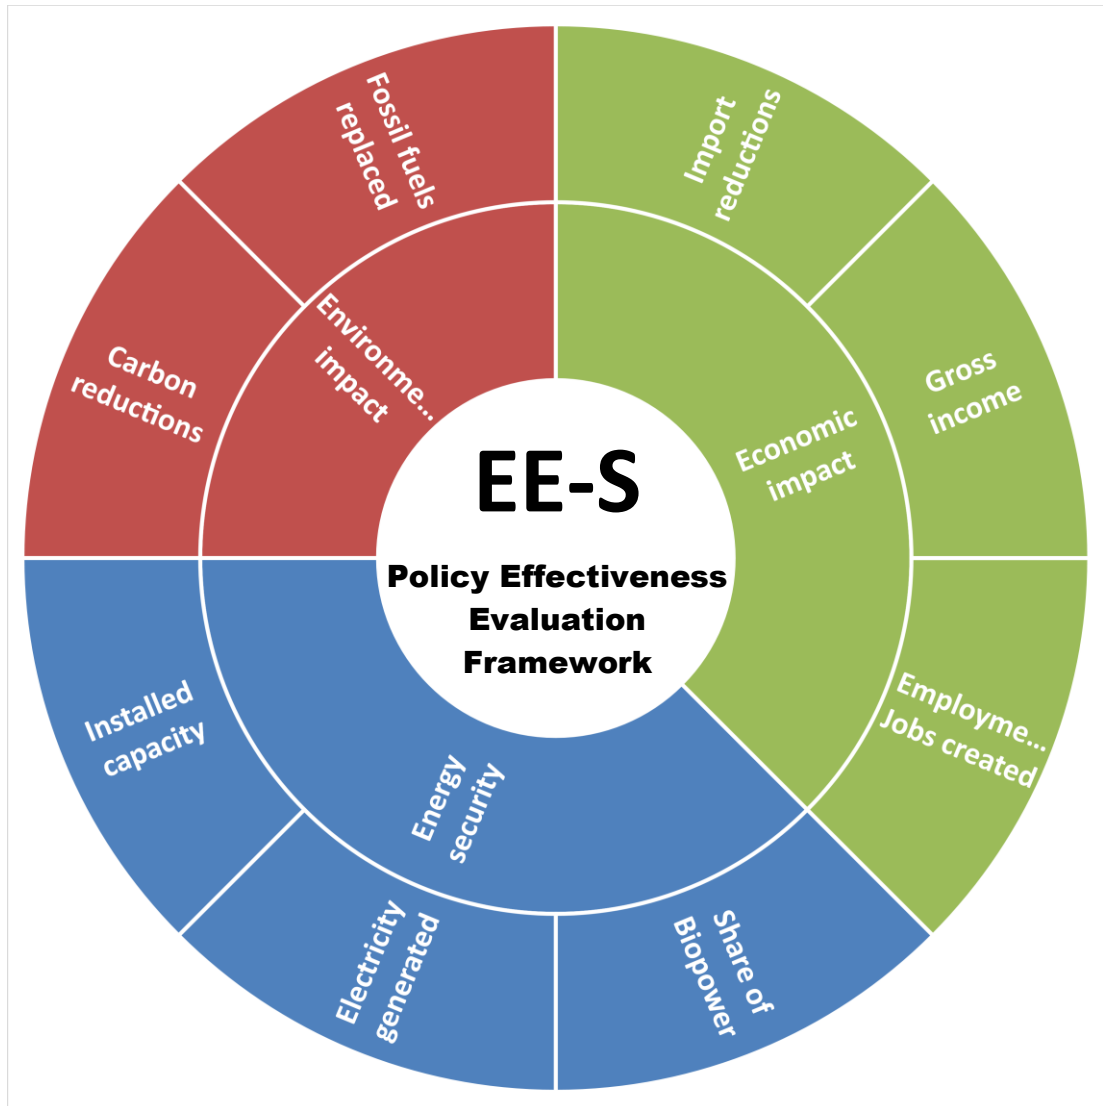 EE-S
Policy Effectiveness
Evaluation
Framework
Economic
impact
Import
reductions
Gross
income
Employme...
Jobs created
Energy
security
Share of
Biopower
Electricity
generated
Installed
capacity
Environme...
impact
Carbon
reductions
Fossil fuels
replaced